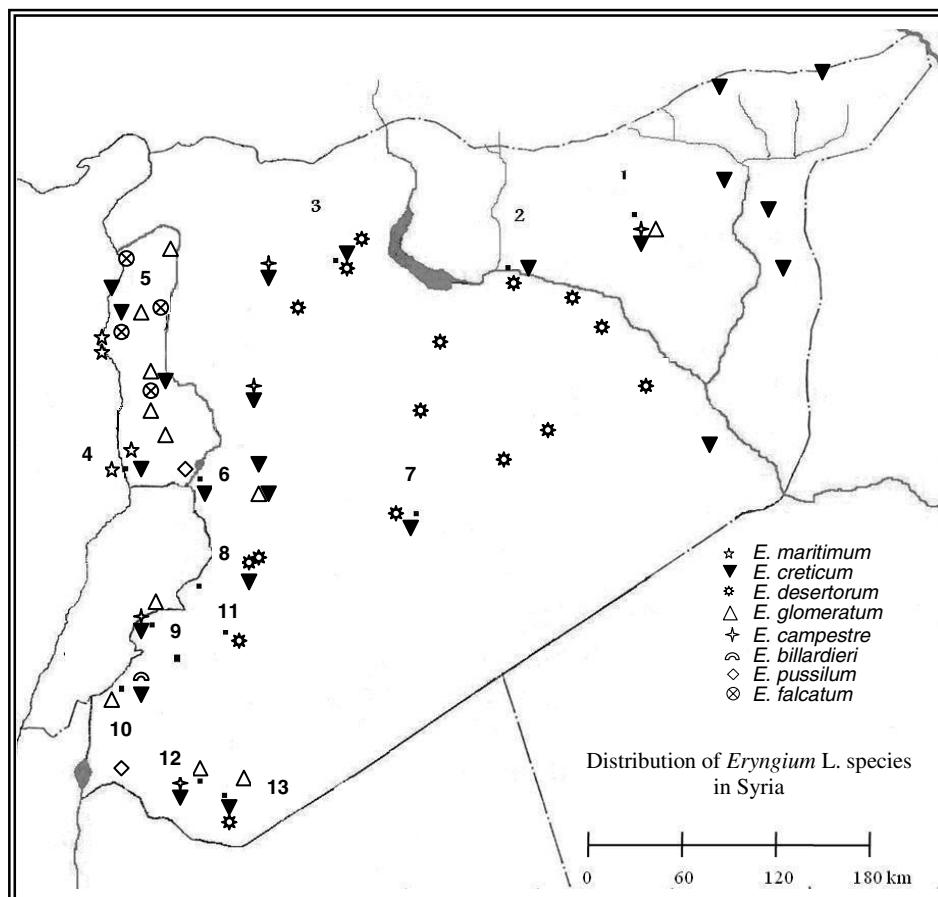 1
2
3
5
4
6
7
8
11
9
10
12
13
E. maritimum
E. creticum
E. desertorum
E. glomeratum
E. campestre
E. billardieri
E. pussilum
E. falcatum
Distribution of Eryngium L. species
in Syria
0 60 120 180 km